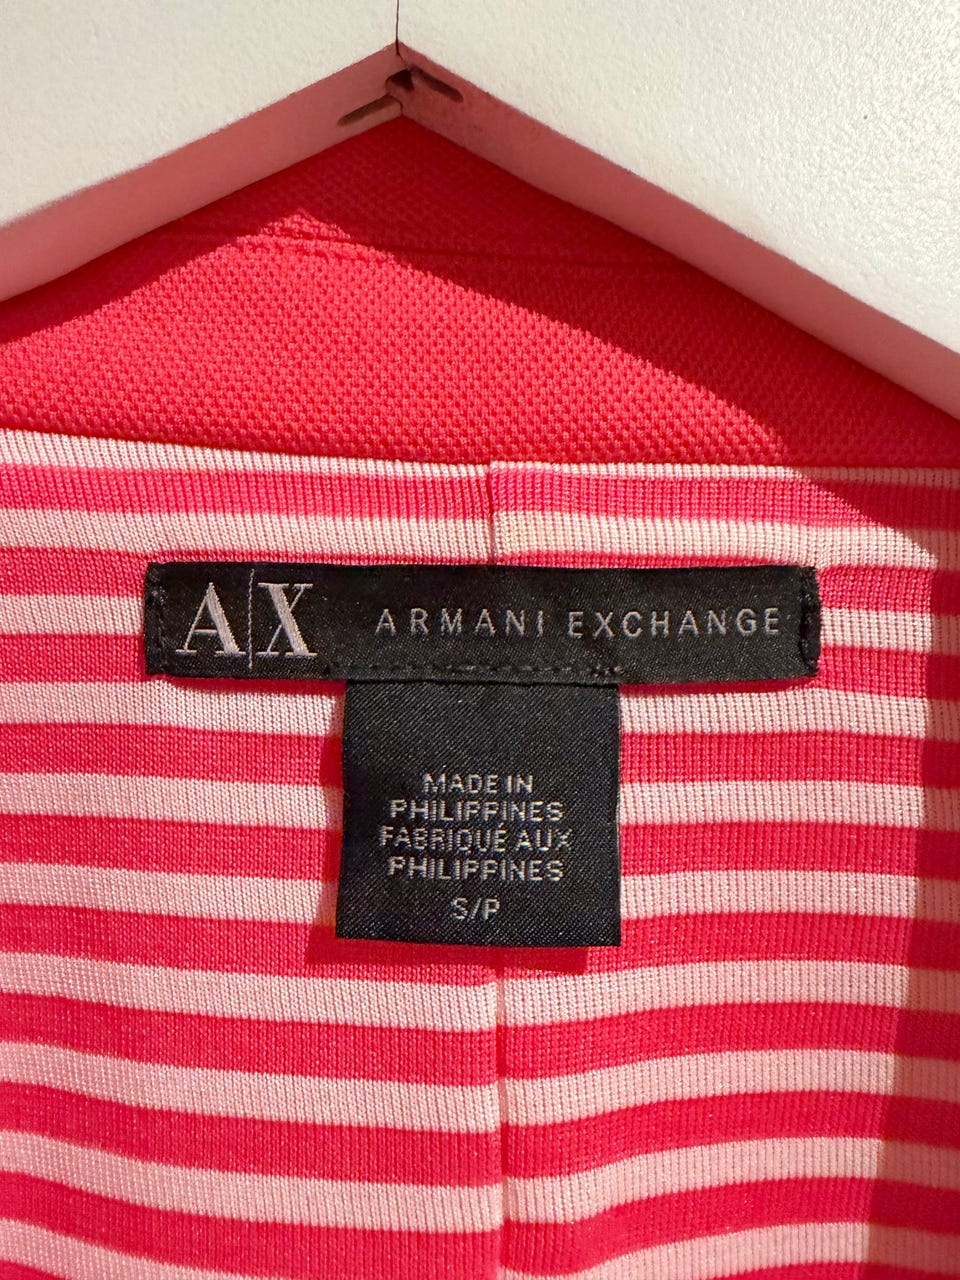 A|X ARMANI EXCHANGE
MADE IN
PHILIPPINES
FABRIQUÉ AUX
PHILIPPINES
S/P